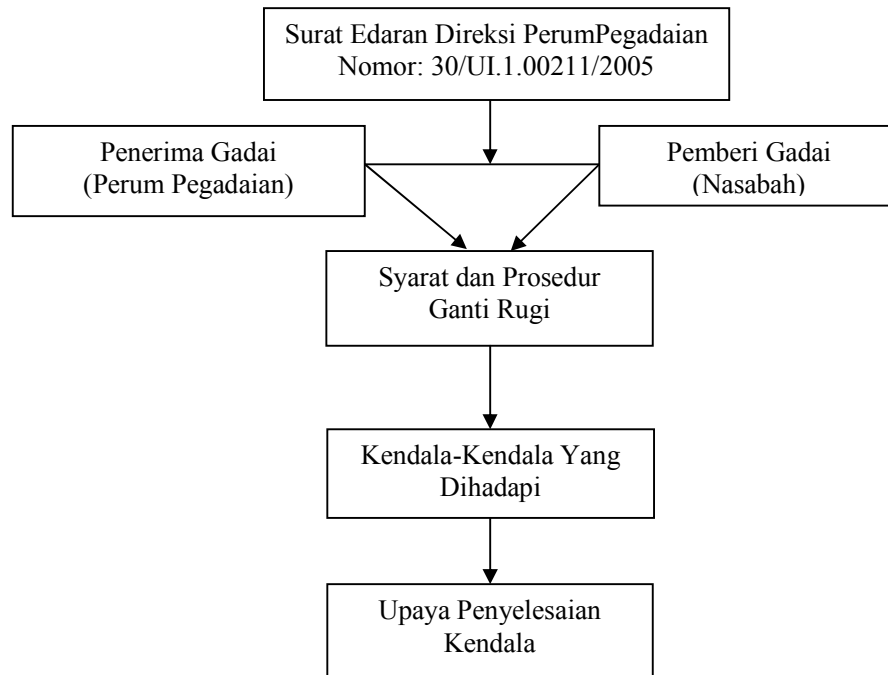 Surat Edaran Direksi PerumPegadaian
Nomor: 30/UI.1.00211/2005
Penerima Gadai
(Perum Pegadaian)
Pemberi Gadai
(Nasabah)
Syarat dan Prosedur
Ganti Rugi
Kendala-Kendala Yang
Dihadapi
Upaya Penyelesaian
Kendala